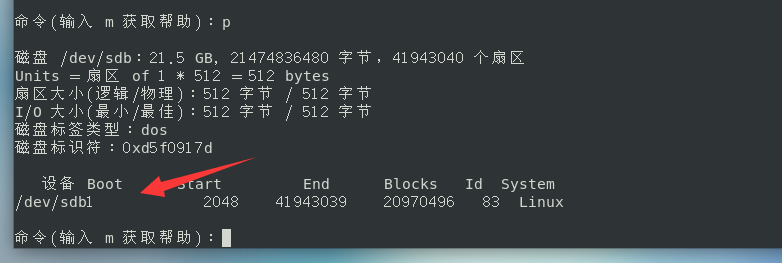 命令(输入 m 获取帮助)：p
磁盘 /dev/sdb：21.5 GB, 21474836480 字节，41943040 个扇区
Units = 扇区 of 1 * 512 = 512 bytes
扇区大小(逻辑/物理)：512 字节 / 512 字节
I/O 大小(最小/最佳)：512 字节 / 512 字节
磁盘标签类型：dos
磁盘标识符：0xd5f0917d
设备 Boot Start End Blocks Id System
/dev/sdb1 2048 41943039 20970496 83 Linux
命令(输入 m 获取帮助)：